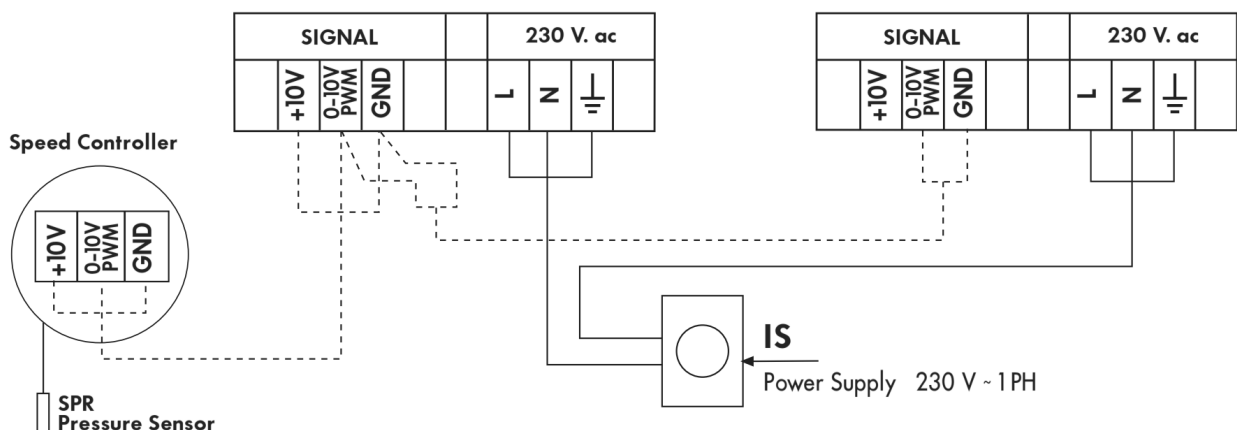 SIGNAL
230 V. ac
+10V
0-10V
PWM
GND
L
N
SIGNAL
230 V. ac
+10V
0-10V
PWM
GND
L
N
Speed Controller
+10V
0-10V
PWM
GND
IS
Power Supply 230 V ~ 1PH
SPR
Pressure Sensor